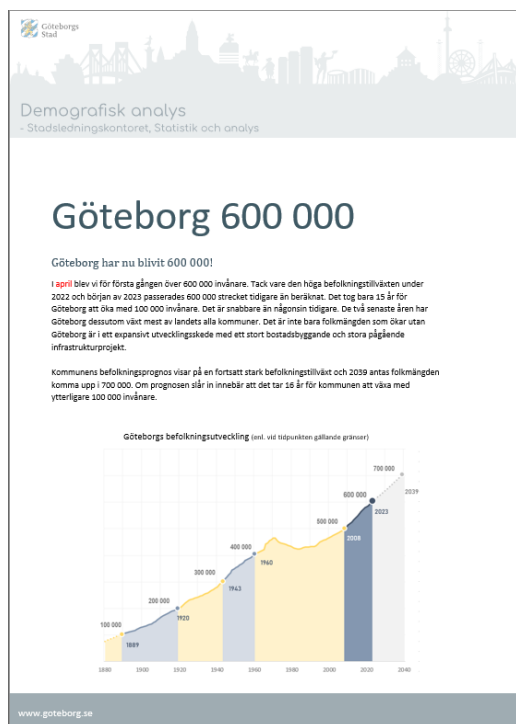 Göteborgs
Stad
Demografisk analys
- Stadsledningskontoret, Statistik och analys
Göteborg 600 000
Göteborg har nu blivit 600 000!
I april blev vi för första gången över 600 000 invånare. Tack vare den höga befolkningstillväxten under
2022 och början av 2023 passerades 600 000 strecket tidigare än beräknat. Det tog bara 15 år för
Göteborg att öka med 100 000 invånare. Det är snabbare än någonsin tidigare. De två senaste åren har
Göteborg dessutom växt mest av landets alla kommuner. Det är inte bara folkmängden som ökar utan
Göteborg är i ett expansivt utvecklingsskede med ett stort bostadsbyggande och stora pågående
infrastrukturprojekt.
Kommunens befolkningsprognos visar på en fortsatt stark befolkningstillväxt och 2039 antas folkmängden
komma upp i 700 000. Om prognosen slår in innebär att det tar 16 år för kommunen att växa med
ytterligare 100 000 invånare.
Göteborgs befolkningsutveckling (enl. vid tidpunkten gällande gränser)
700 000
2039
600 000
2023
500 000
2008
400 000
1960
300 000
1943
200 000
1920
100 000
1889
1880 1900 1920 1940 1960 1980 2000 2020 2040
www.goteborg.se